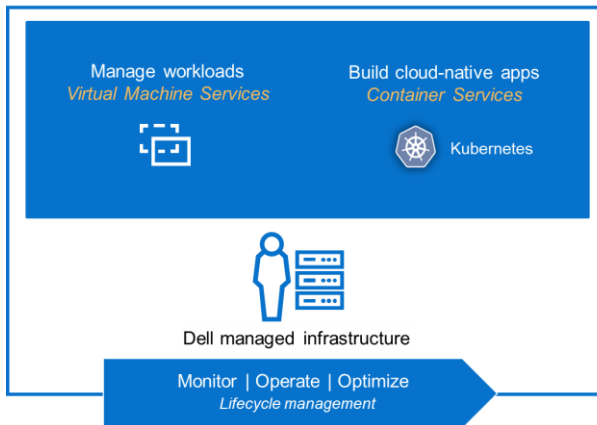 Manage workloads
Virtual Machine Services
Build cloud-native apps
Container Services
Kubernetes
Dell managed infrastructure
Monitor | Operate | Optimize
Lifecycle management